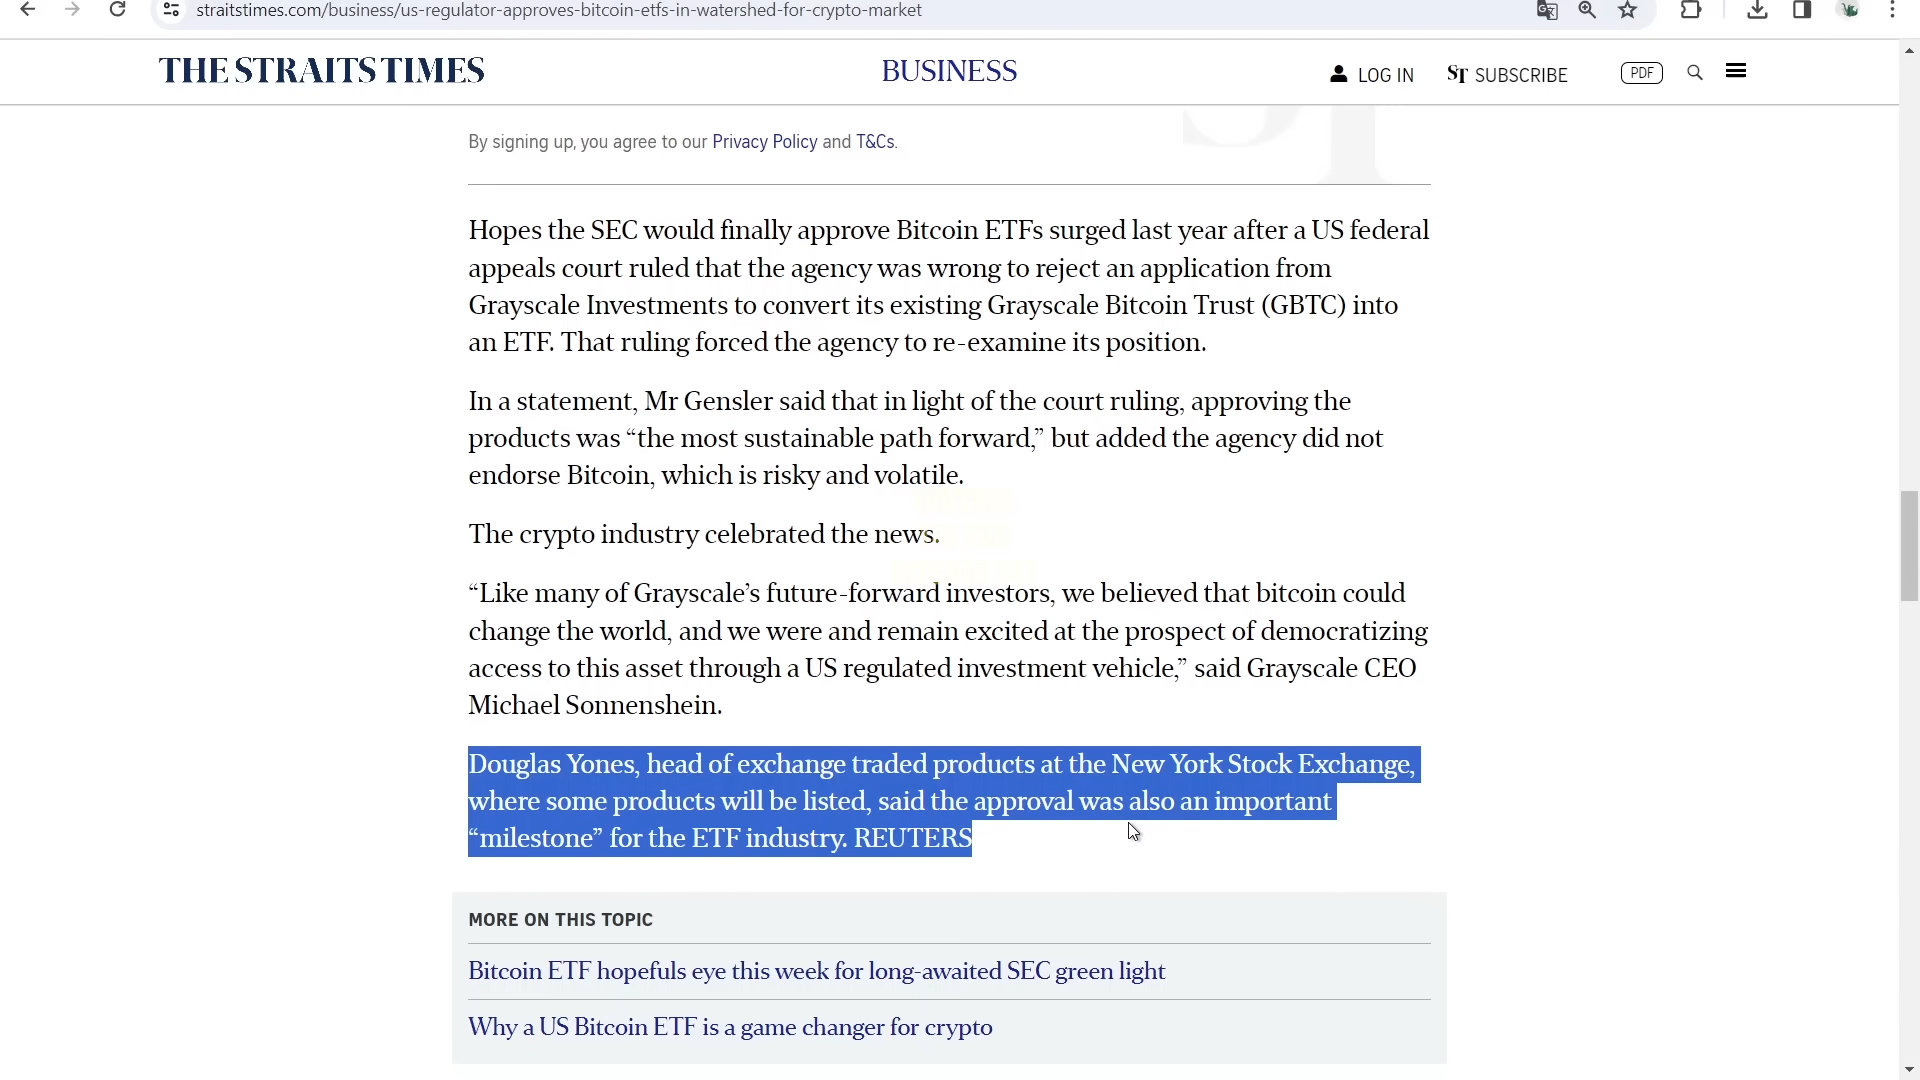 straitstimes.com/business/us-regulator-approves-bitcoin-etfs-in-watershed-for-crypto-market
THE STRAITS TIMES
BUSINESS
LOG IN
ST SUBSCRIBE
PDF
By signing up, you agree to our Privacy Policy and T&Cs.
Hopes the SEC would finally approve Bitcoin ETFs surged last year after a US federal
appeals court ruled that the agency was wrong to reject an application from
Grayscale Investments to convert its existing Grayscale Bitcoin Trust (GBTC) into
an ETF. That ruling forced the agency to re-examine its position.
In a statement, Mr Gensler said that in light of the court ruling, approving the
products was “the most sustainable path forward,” but added the agency did not
endorse Bitcoin, which is risky and volatile.
The crypto industry celebrated the news.
“Like many of Grayscale’s future-forward investors, we believed that bitcoin could
change the world, and we were and remain excited at the prospect of democratizing
access to this asset through a US regulated investment vehicle,” said Grayscale CEO
Michael Sonnenshein.
Douglas Yones, head of exchange traded products at the New York Stock Exchange,
where some products will be listed, said the approval was also an important
“milestone” for the ETF industry. REUTERS
MORE ON THIS TOPIC
Bitcoin ETF hopefuls eye this week for long-awaited SEC green light
Why a US Bitcoin ETF is a game changer for crypto